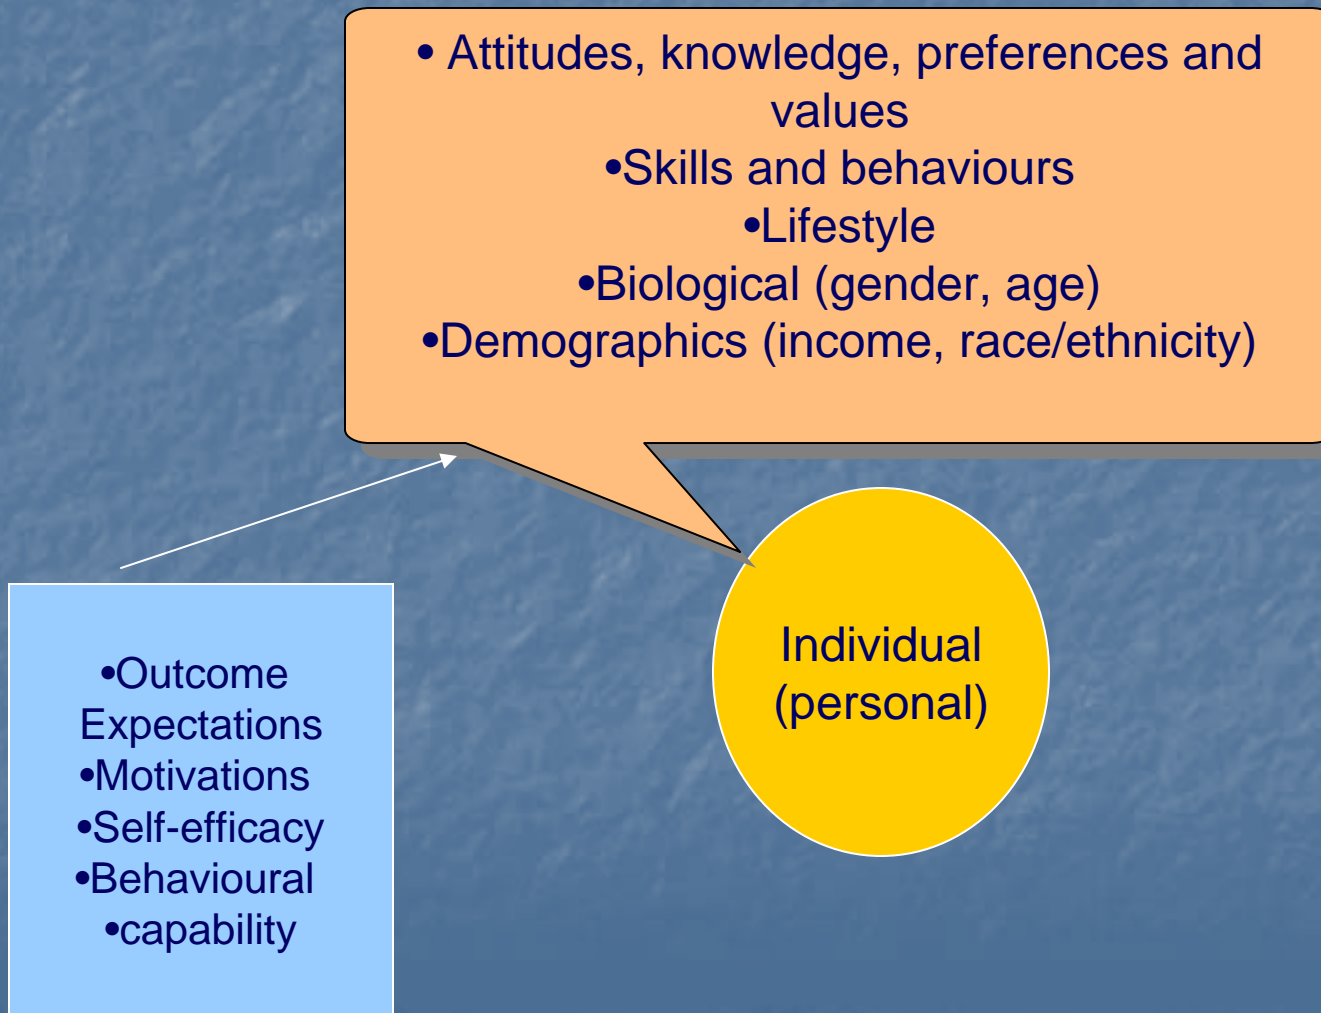 • Attitudes, knowledge, preferences and
values
•Skills and behaviours
•Lifestyle
•Biological (gender, age)
•Demographics (income, race/ethnicity)
Individual
(personal)
•Outcome
Expectations
•Motivations
•Self-efficacy
•Behavioural
•capability